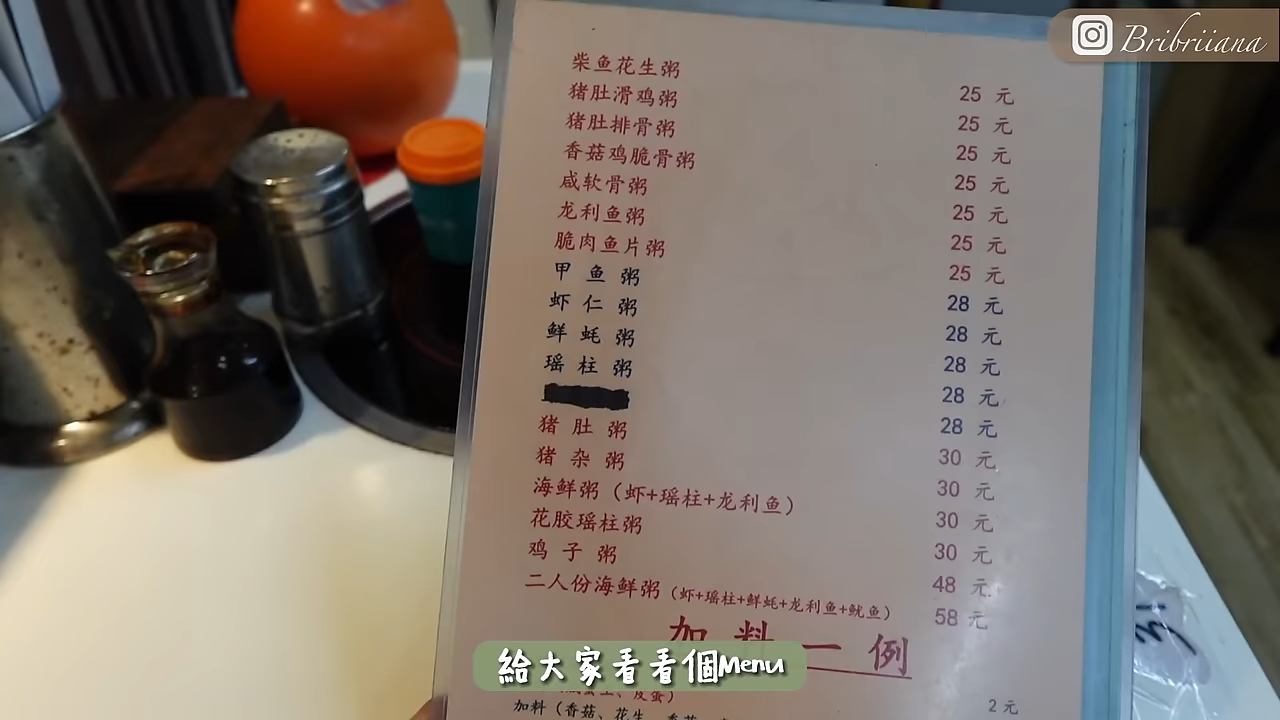 Bribriiana
柴鱼花生粥 25 元
猪肚滑鸡粥 25 元
猪肚排骨粥 25 元
香菇鸡脆骨粥 25 元
咸软骨粥 25 元
龙利鱼粥 25 元
脆肉鱼片粥 25 元
甲鱼粥 28 元
虾仁粥 28 元
鲜蚝粥 28 元
瑶柱粥 28 元
28 元
猪肚粥 30 元
猪杂粥 30 元
海鲜粥（虾+瑶柱+龙利鱼） 30 元
花胶瑶柱粥 30 元
鸡子粥 48 元
二人份海鲜粥（虾+瑶柱+鲜蚝+龙利鱼+鱿鱼） 58 元
加料一例
給大家看看個Menu
、皮蛋）
加料（香菇、花生、 2 元